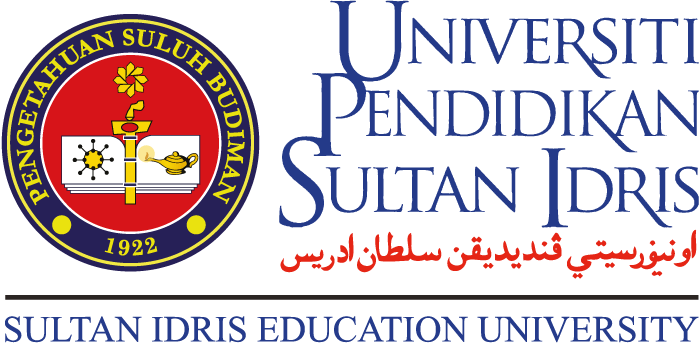 PENGETAHUAN SULUH BUDIMAN
1922
UNIVERSITI
PENDIDIKAN
SULTAN IDRIS
اونيۏرسيتي ڤنديديقن سلطان ادريس
SULTAN IDRIS EDUCATION UNIVERSITY